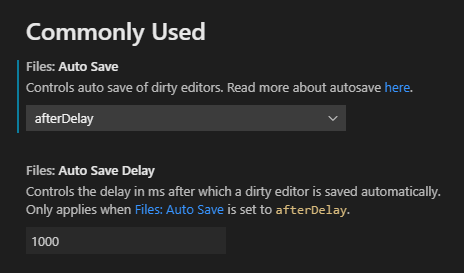 Commonly Used
Files: Auto Save
Controls auto save of dirty editors. Read more about autosave here.
afterDelay
Files: Auto Save Delay
Controls the delay in ms after which a dirty editor is saved automatically.
Only applies when Files: Auto Save is set to afterDelay.
1000